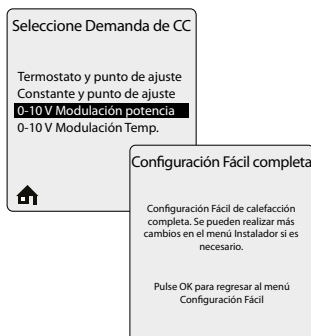 Seleccione Demanda de CC
Termostato y punto de ajuste
Constante y punto de ajuste
0-10 V Modulación potencia
0-10 V Modulación Temp.
Configuración Fácil completa
Configuración Fácil de calefacción
completa. Se pueden realizar más
cambios en el menú Instalador si es
necesario.
Pulse OK para regresar al menú
Configuración Fácil